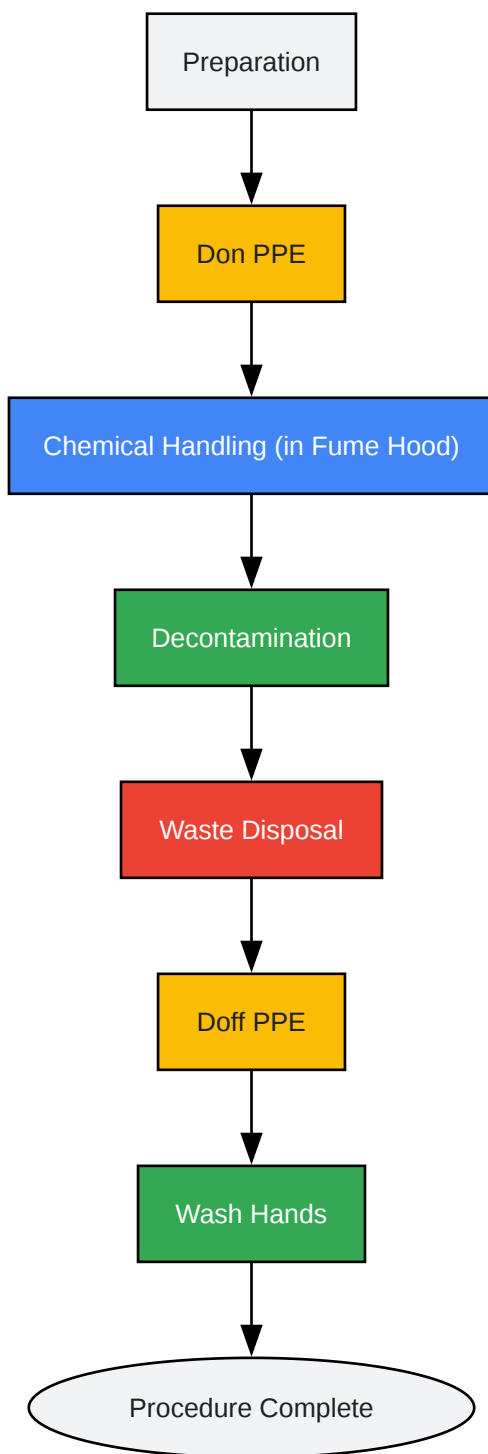 Preparation
Don PPE
Chemical Handling (in Fume Hood)
Decontamination
Waste Disposal
Doff PPE
Wash Hands
Procedure Complete